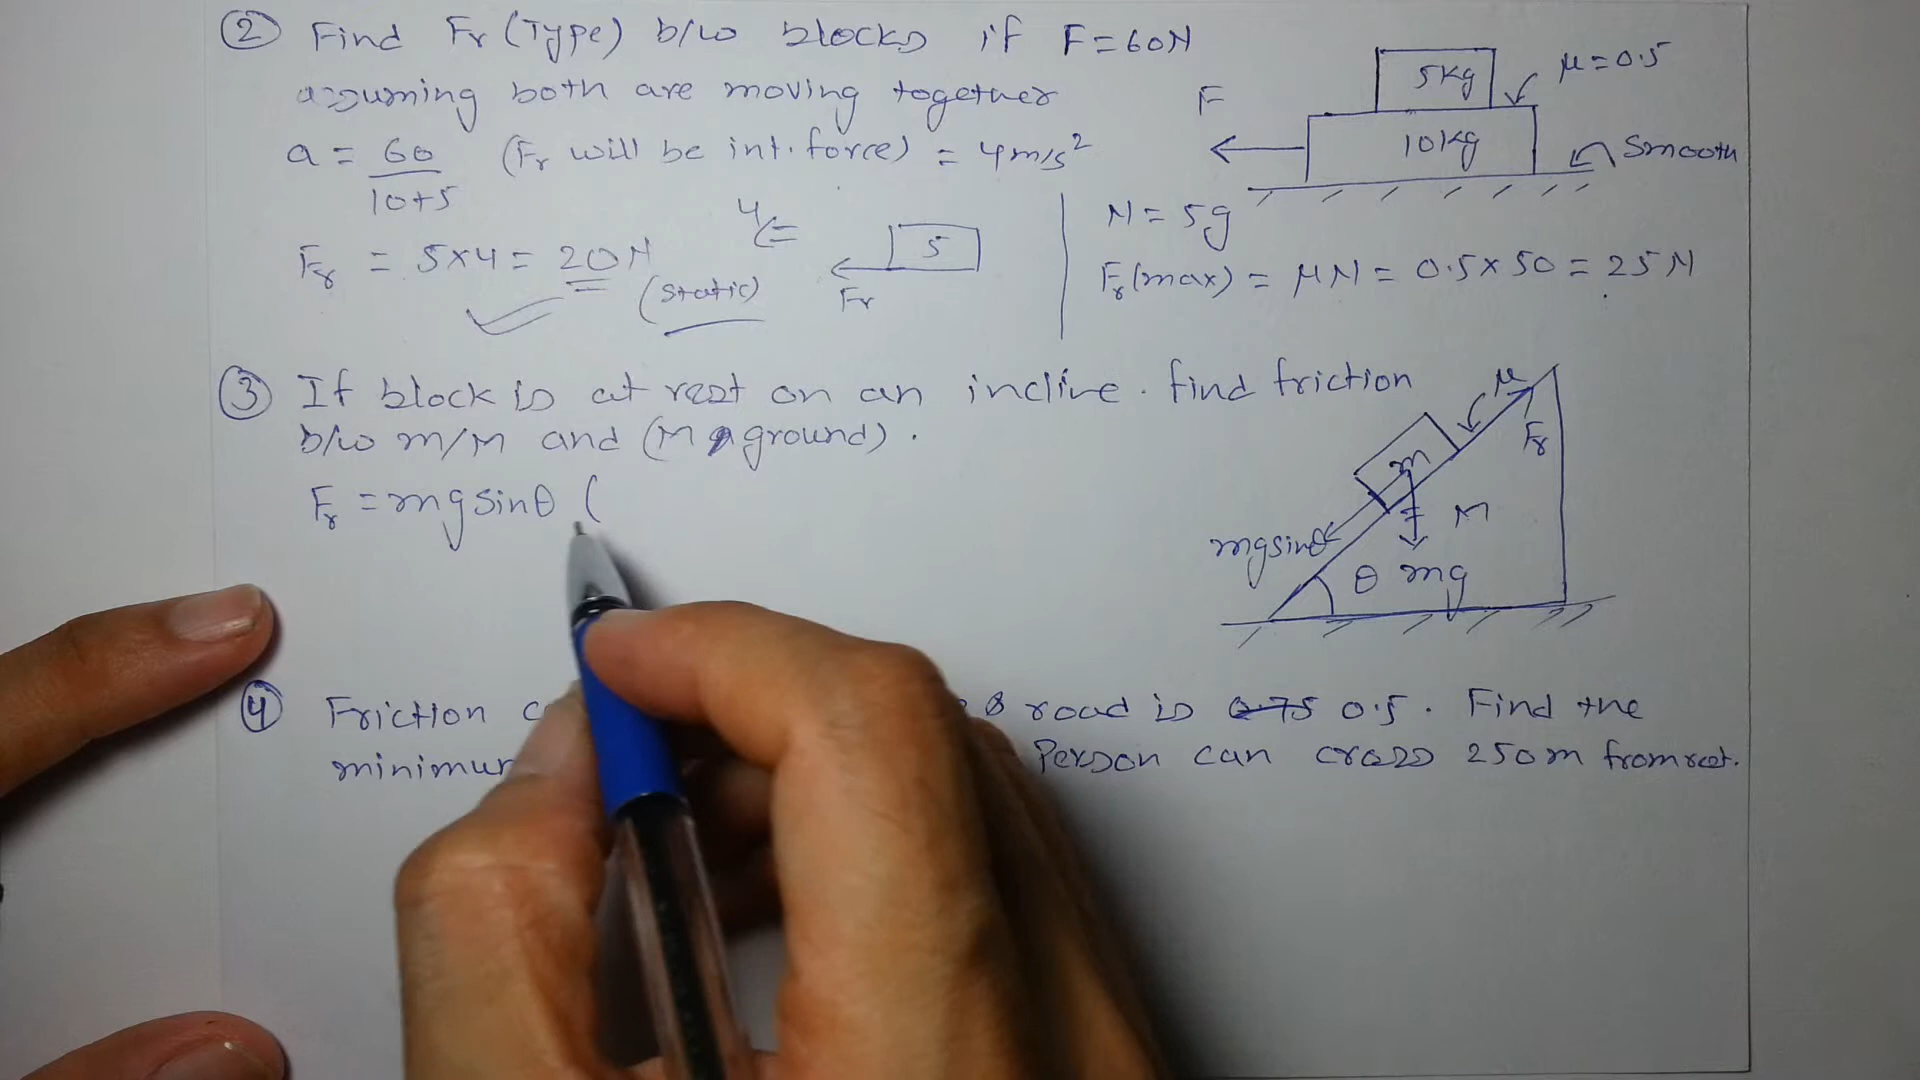 ② Find Fr (Type) b/w blocks if F=60N
assuming both are moving together
a = 60/10+5 (Fr will be int. force) = 4m/s²
Fr = 5×4 = 20N (static)
4
5
Fr
F
5kg
μ=0.5
10kg
smooth
N = 5g
Fr(max) = μN = 0.5×50 = 25N
③ If block is at rest on an incline. find friction
b/w m/M and (M ground).
Fr = mgsinθ (
μ
Fr
m
M
mgsinθ
θ
mg
④ Friction road is 0.5. Find the
Person can cross 250m from rest.